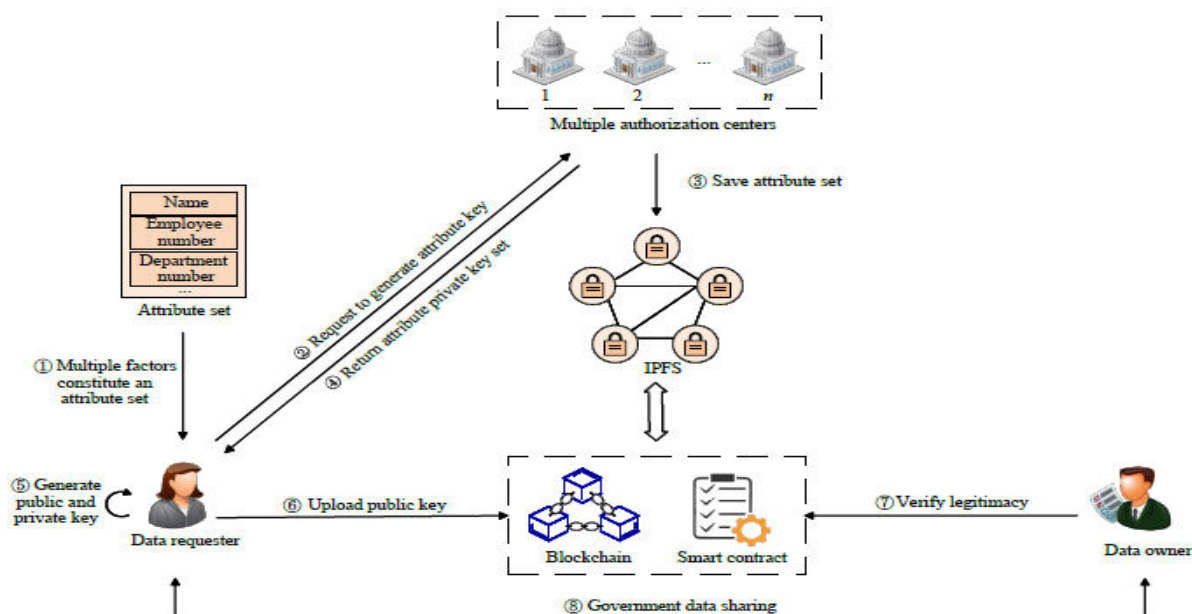 1
2
...
n
Multiple authorization centers
③ Save attribute set
Name
Employee
number
Department
number
...
Attribute set
② Request to generate attribute key
④ Return attribute private key set
IPFS
① Multiple factors
constitute an
attribute set
⑤ Generate
public and
private key
Data requester
⑥ Upload public key
Blockchain
Smart contract
⑦ Verify legitimacy
Data owner
⑧ Government data sharing